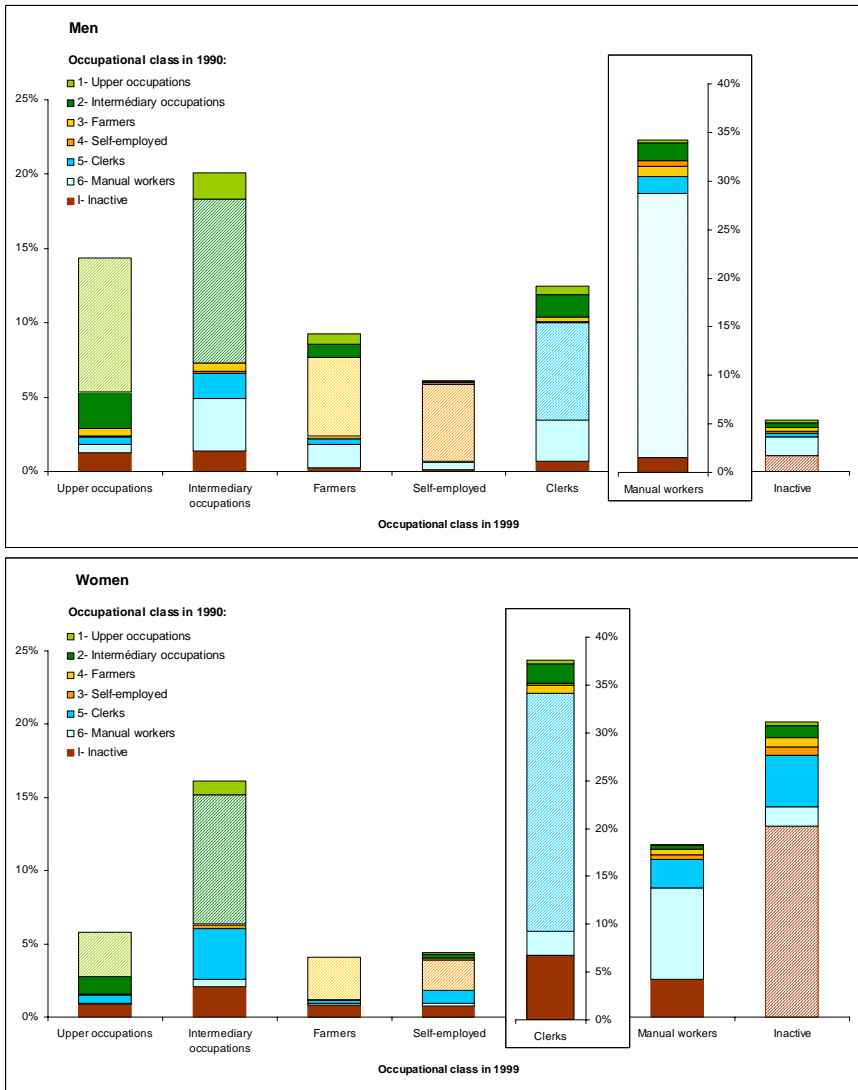 Men
Occupational class in 1990:
1- Upper occupations
2- Intermédiary occupations
3- Farmers
4- Self-employed
5- Clerks
6- Manual workers
I- Inactive
25%
20%
15%
10%
5%
0%
40%
35%
30%
25%
20%
15%
10%
5%
0%
Upper occupations
Intermediary
occupations
Farmers
Self-employed
Clerks
Manual workers
Inactive
Occupational class in 1999
Women
Occupational class in 1990:
1- Upper occupations
2- Intermédiary occupations
4- Farmers
3- Self-employed
5- Clerks
6- Manual workers
I- Inactive
25%
20%
15%
10%
5%
0%
40%
35%
30%
25%
20%
15%
10%
5%
0%
Upper occupations
Intermediary
occupations
Farmers
Self-employed
Clerks
Manual workers
Inactive
Occupational class in 1999